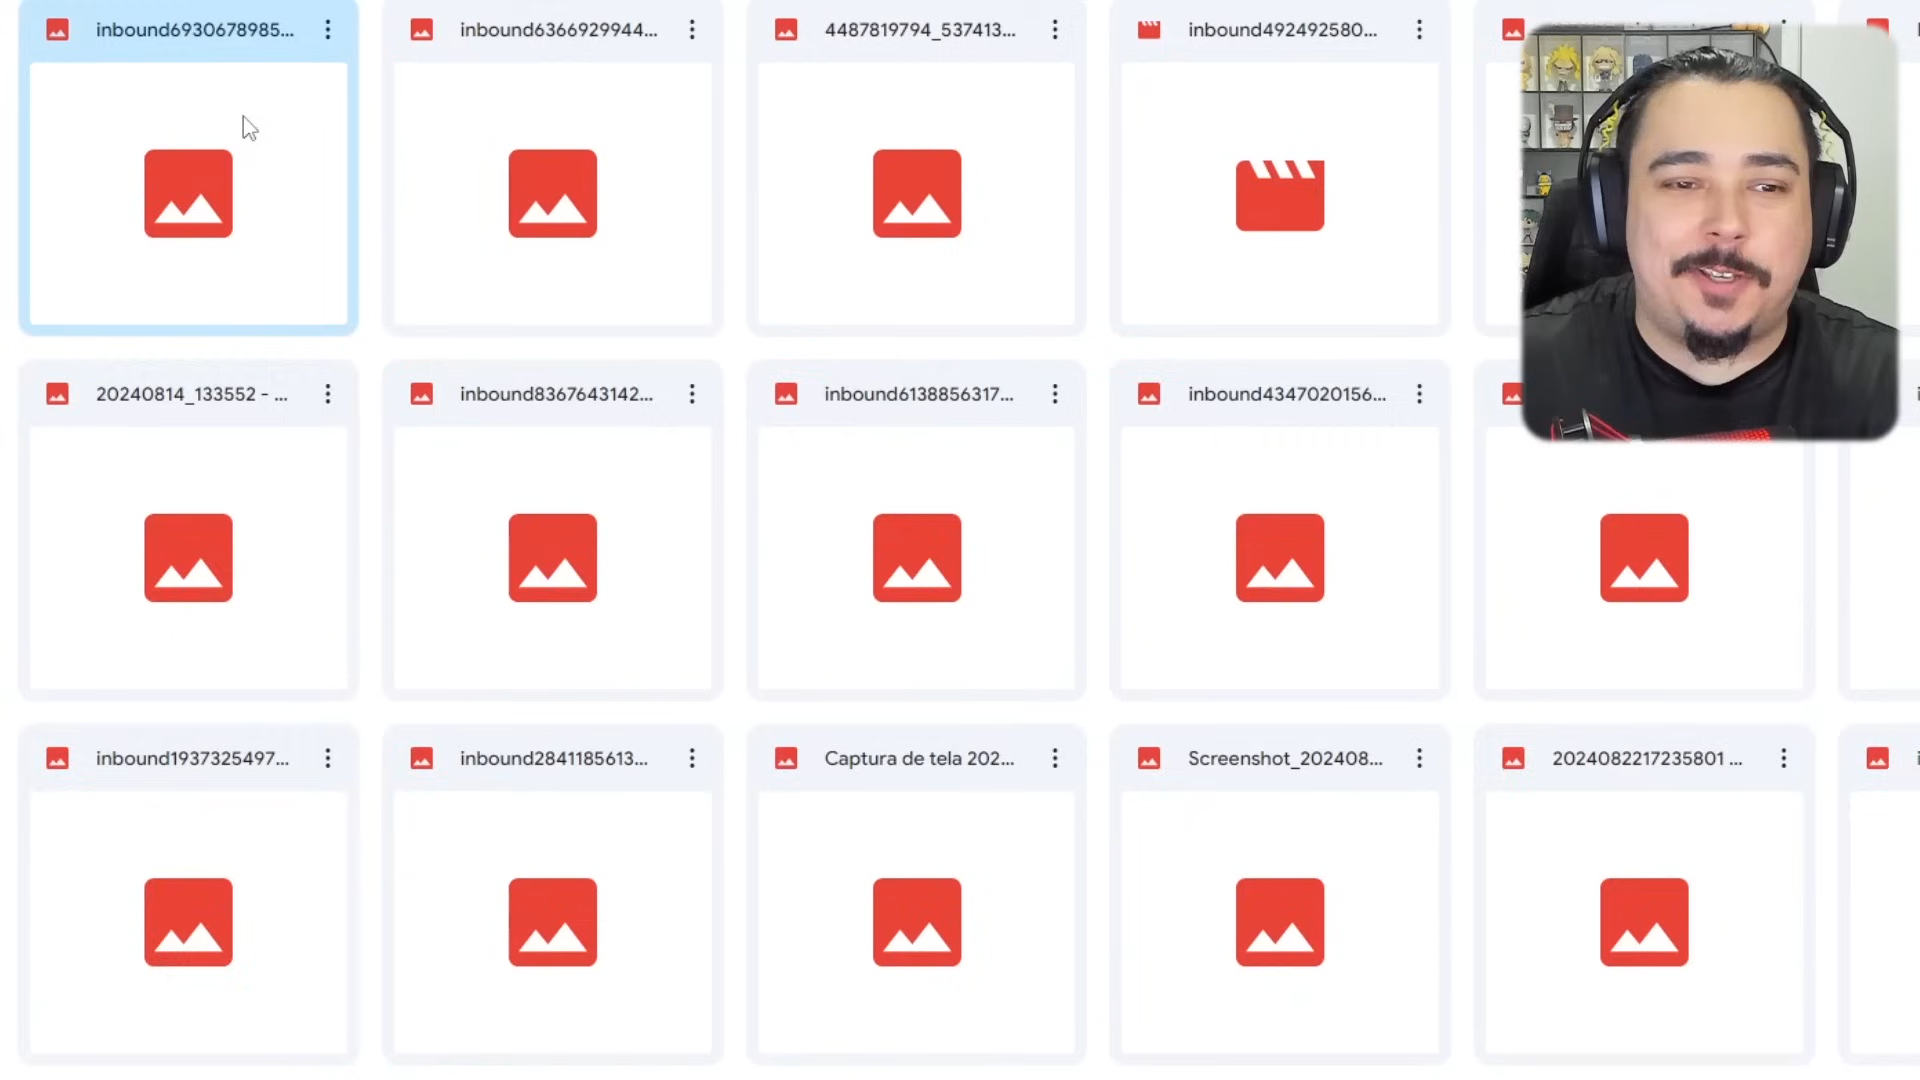 inbound6930678985...
inbound6366929944...
4487819794_537413...
inbound492492580...
20240814_133552 - ...
inbound8367643142...
inbound6138856317...
inbound4347020156...
inbound1937325497...
inbound2841185613...
Captura de tela 202...
Screenshot_202408...
2024082217235801 ...